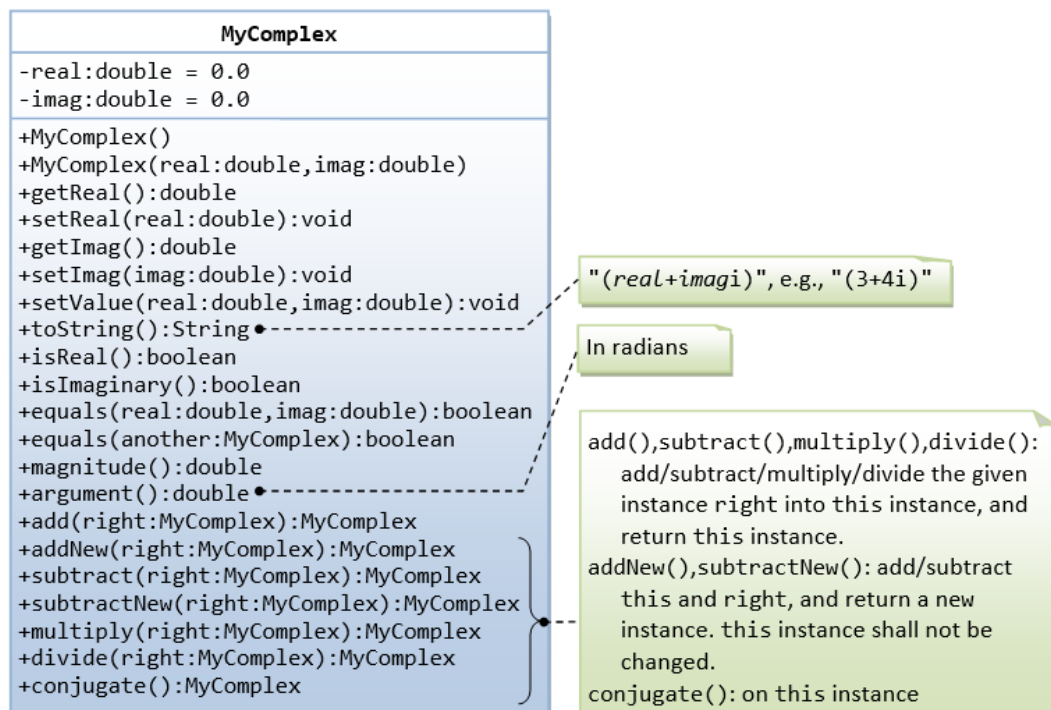 MyComplex
-real:double = 0.0
-imag:double = 0.0
+MyComplex()
+MyComplex(real:double,imag:double)
+getReal():double
+setReal(real:double):void
+getImag():double
+setImag(imag:double):void
+setValue(real:double,imag:double):void
+toString():String
+isReal():boolean
+isImaginary():boolean
+equals(real:double,imag:double):boolean
+equals(another:MyComplex):boolean
+magnitude():double
+argument():double
+add(right:MyComplex):MyComplex
+addNew(right:MyComplex):MyComplex
+subtract(right:MyComplex):MyComplex
+subtractNew(right:MyComplex):MyComplex
+multiply(right:MyComplex):MyComplex
+divide(right:MyComplex):MyComplex
+conjugate():MyComplex
"(real+imagi)", e.g., "(3+4i)"
In radians
add(),subtract(),multiply(),divide():
add/subtract/multiply/divide the given
instance right into this instance, and
return this instance.
addNew(),subtractNew(): add/subtract
this and right, and return a new
instance. this instance shall not be
changed.
conjugate(): on this instance